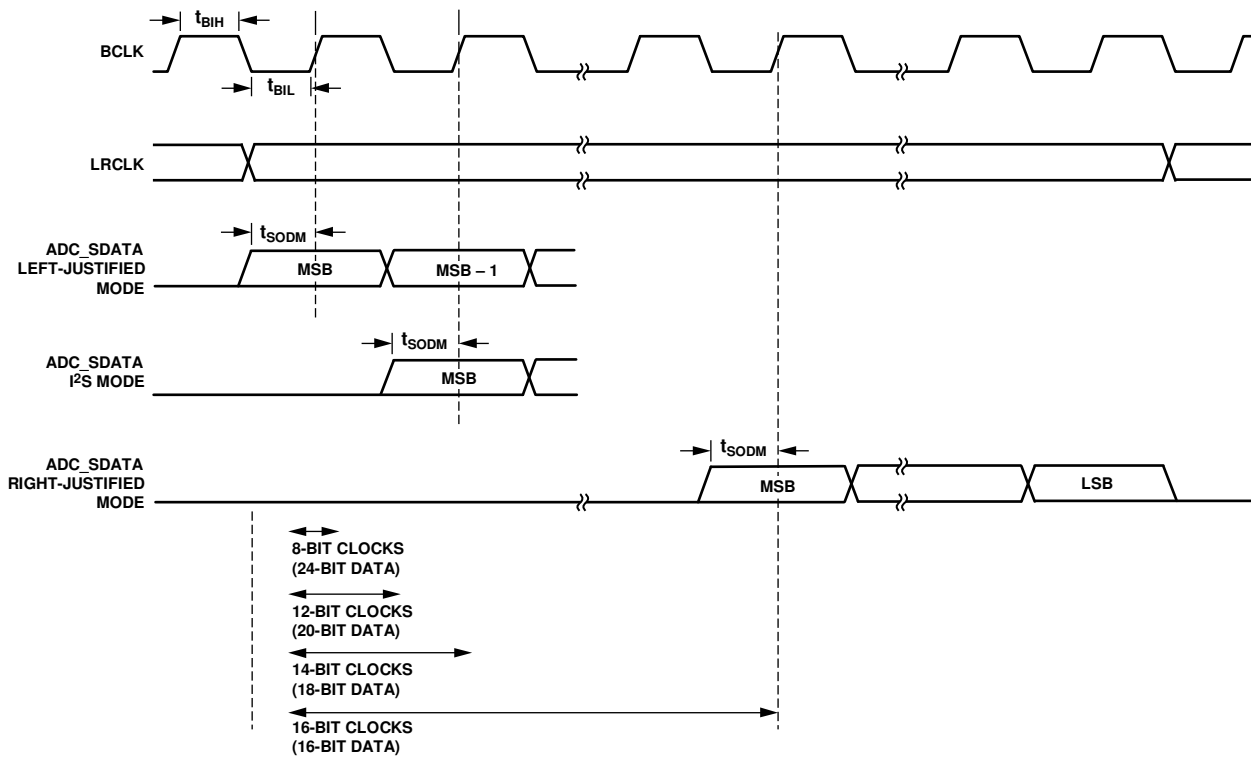 tBIH
BCLK
tBIL
LRCLK
tSODM
ADC_SDATA
LEFT-JUSTIFIED
MODE
MSB
MSB – 1
tSODM
ADC_SDATA
I²S MODE
MSB
tSODM
ADC_SDATA
RIGHT-JUSTIFIED
MODE
MSB
LSB
8-BIT CLOCKS
(24-BIT DATA)
12-BIT CLOCKS
(20-BIT DATA)
14-BIT CLOCKS
(18-BIT DATA)
16-BIT CLOCKS
(16-BIT DATA)